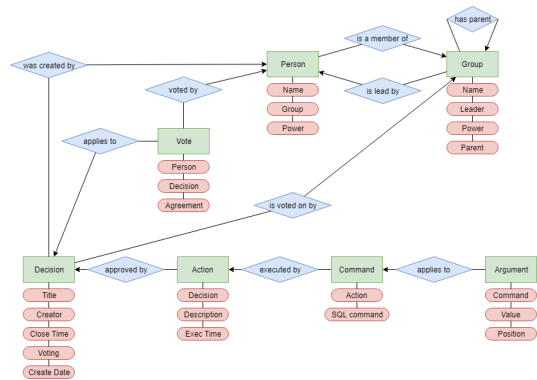 has parent
is a member of
was created by
Person
Group
voted by
is lead by
Name
Group
Power
Name
Leader
Power
Parent
applies to
Vote
Person
Decision
Agreement
is voted on by
Decision
approved by
Action
executed by
Command
applies to
Argument
Title
Creator
Close Time
Voting
Create Date
Decision
Description
Exec Time
Action
SQL command
Command
Value
Position